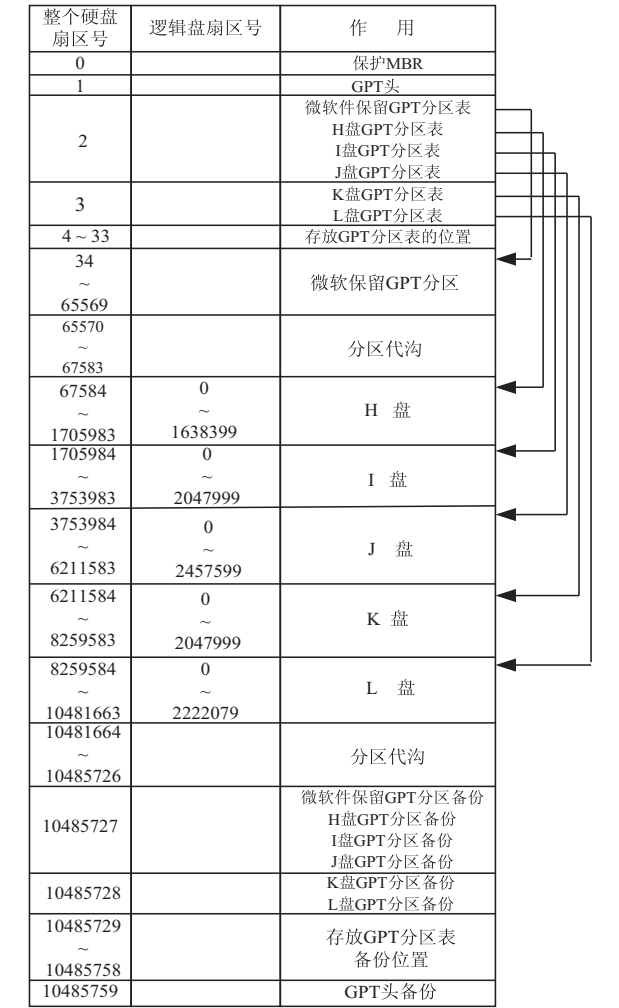 整个硬盘 逻辑盘扇区号 作 用
扇区号
0 保护MBR
1 GPT头
2 微软件保留GPT分区表
H盘GPT分区表
I盘GPT分区表
J盘GPT分区表
3 K盘GPT分区表
L盘GPT分区表
4~33 存放GPT分区表的位置
34
~ 微软保留GPT分区
65569
65570
~ 分区代沟
67583
67584 0
~ ~ H 盘
1705983 1638399
1705984 0
~ ~ I 盘
3753983 2047999
3753984 0
~ ~ J 盘
6211583 2457599
6211584 0
~ ~ K 盘
8259583 2047999
8259584 0
~ ~ L 盘
10481663 2222079
10481664
~ 分区代沟
10485726
10485727 微软件保留GPT分区备份
H盘GPT分区备份
I盘GPT分区备份
J盘GPT分区备份
10485728 K盘GPT分区备份
L盘GPT分区备份
10485729 存放GPT分区表
~ 备份位置
10485758
10485759 GPT头备份